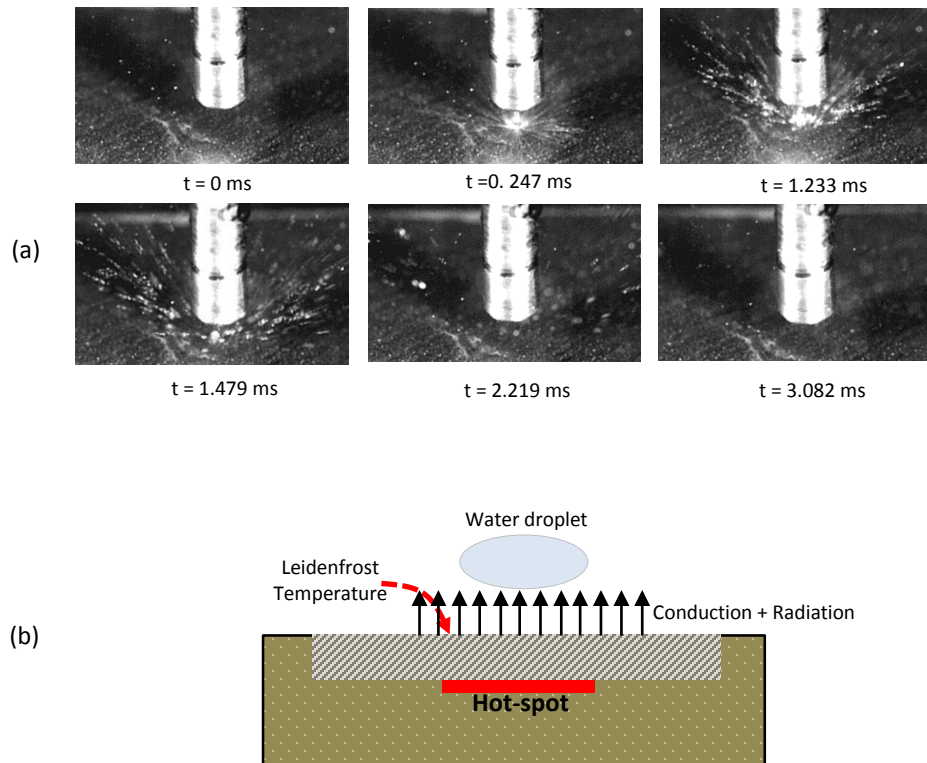 t = 0 ms
t =0. 247 ms
t = 1.233 ms
(a)
t = 1.479 ms
t = 2.219 ms
t = 3.082 ms
Water droplet
Leidenfrost
Temperature
Conduction + Radiation
(b)
Hot-spot